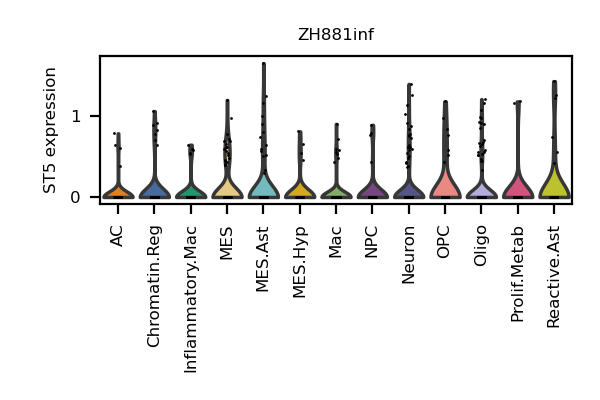 ZH881inf
ST5 expression
1
0
AC
Chromatin.Reg
Inflammatory.Mac
MES
MES.Ast
MES.Hyp
Mac
NPC
Neuron
OPC
Oligo
Prolif.Metab
Reactive.Ast